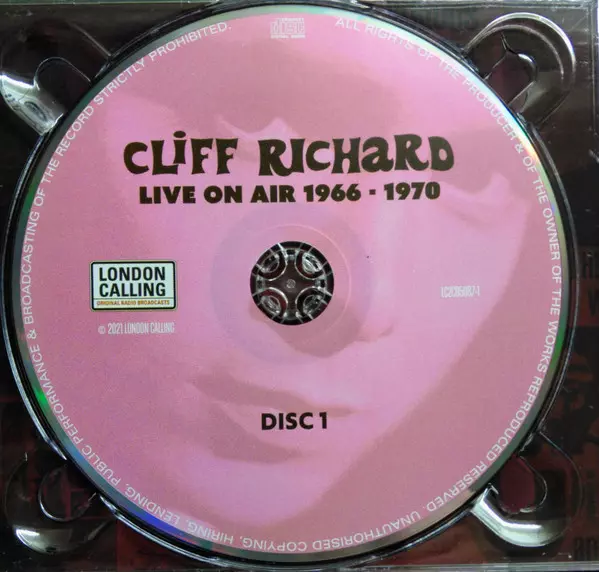 CLiFF RICHARD
LIVE ON AIR 1966 - 1970
LONDON
CALLING
ORIGINAL RADIO BROADCASTS
© 2021 LONDON CALLING
DISC 1
ALL RIGHTS OF THE PRODUCER & OF THE OWNER OF THE WORKS REPRODUCED RESERVED. UNAUTHORISED COPYING, HIRING, LENDING, PUBLIC PERFORMANCE & BROADCASTING OF THE RECORD STRICTLY PROHIBITED.